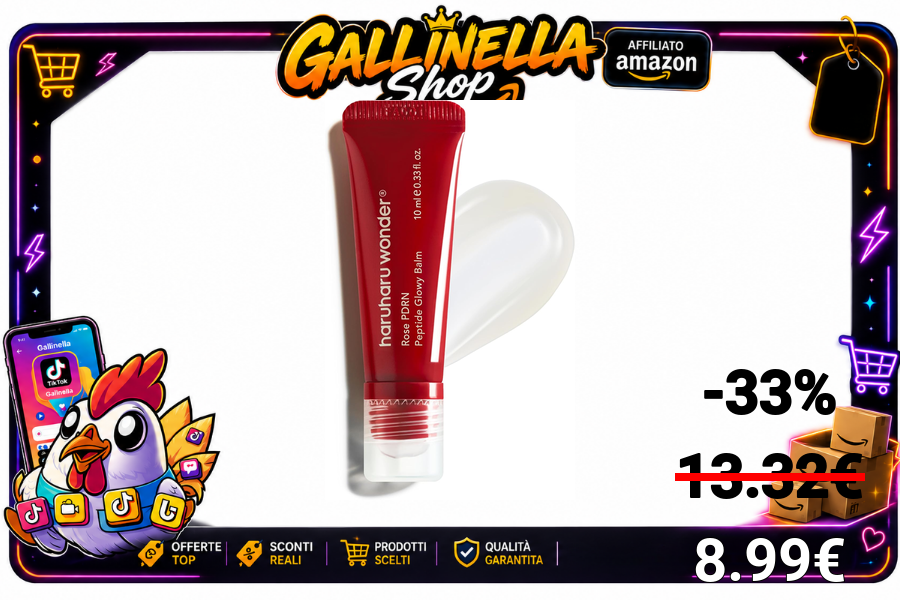 GALLINELLA
Shop
AFFILIATO
amazon
haruharu wonder®
Rose PDRN
Peptide Glowy Balm
10 ml ℮ 0.33 fl. oz.
Gallinella
TikTok
Gallinella
-33%
13.32€
8.99€
OFFERTE
TOP
SCONTI
REALI
PRODOTTI
SCELTI
QUALITÀ
GARANTITA